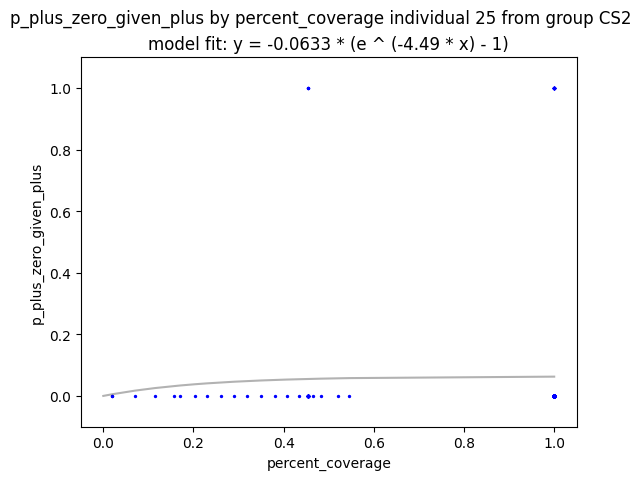 p_plus_zero_given_plus by percent_coverage individual 25 from group CS2
model fit: y = -0.0633 * (e ^ (-4.49 * x) - 1)
1.0
0.8
0.6
0.4
0.2
0.0
p_plus_zero_given_plus
0.0 0.2 0.4 0.6 0.8 1.0
percent_coverage